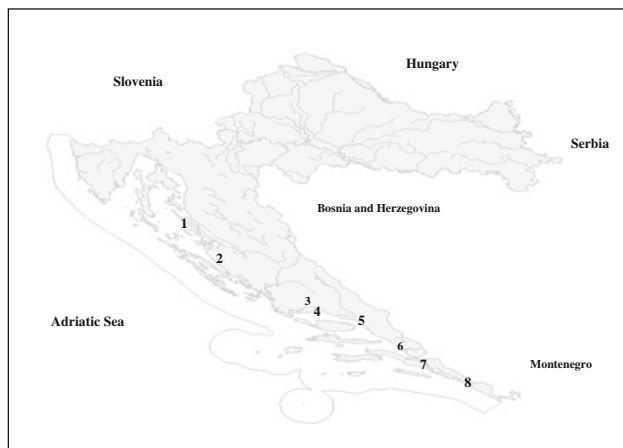 Hungary
Slovenia
Serbia
Bosnia and Herzegovina
1
2
3
4
5
Adriatic Sea
6
7
Montenegro
8